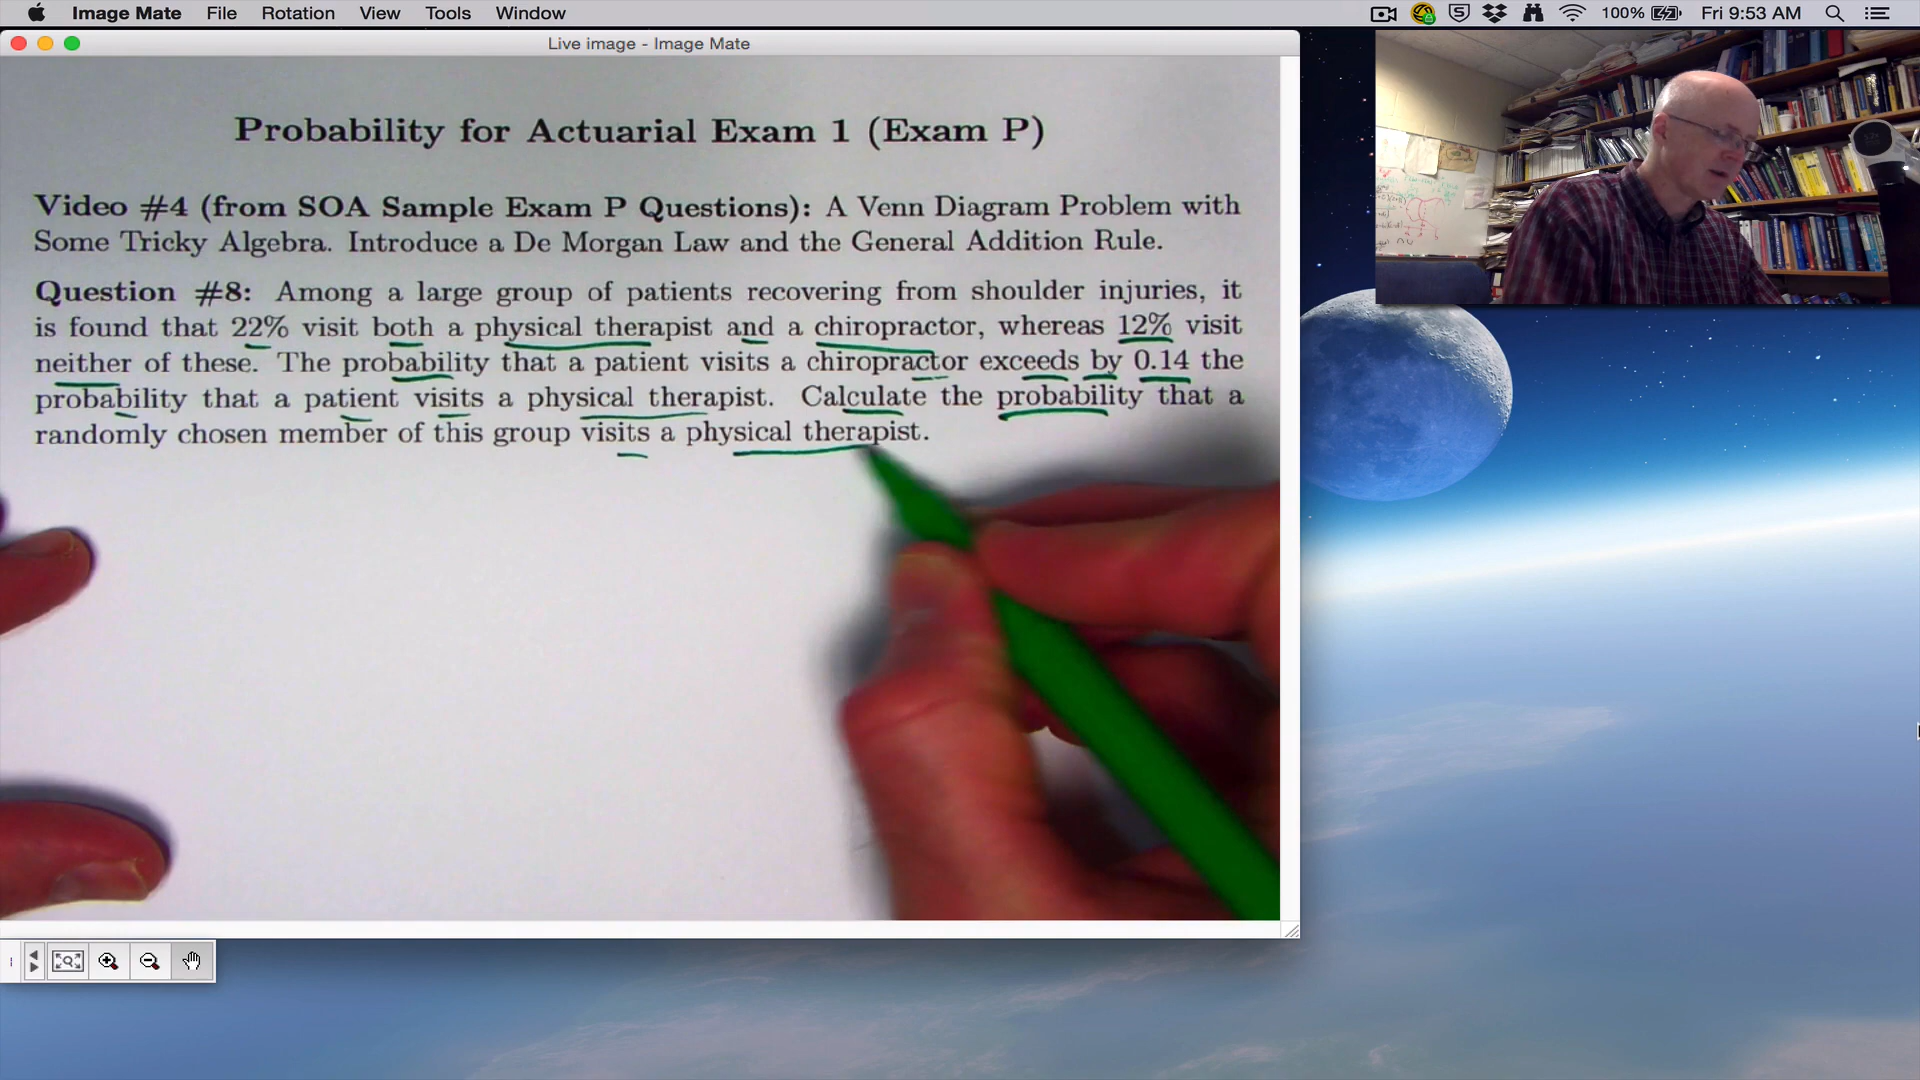 Image Mate File Rotation View Tools Window 100% Fri 9:53 AM
Live image - Image Mate
Probability for Actuarial Exam 1 (Exam P)
Video #4 (from SOA Sample Exam P Questions): A Venn Diagram Problem with
Some Tricky Algebra. Introduce a De Morgan Law and the General Addition Rule.
Question #8: Among a large group of patients recovering from shoulder injuries, it
is found that 22% visit both a physical therapist and a chiropractor, whereas 12% visit
neither of these. The probability that a patient visits a chiropractor exceeds by 0.14 the
probability that a patient visits a physical therapist. Calculate the probability that a
randomly chosen member of this group visits a physical therapist.